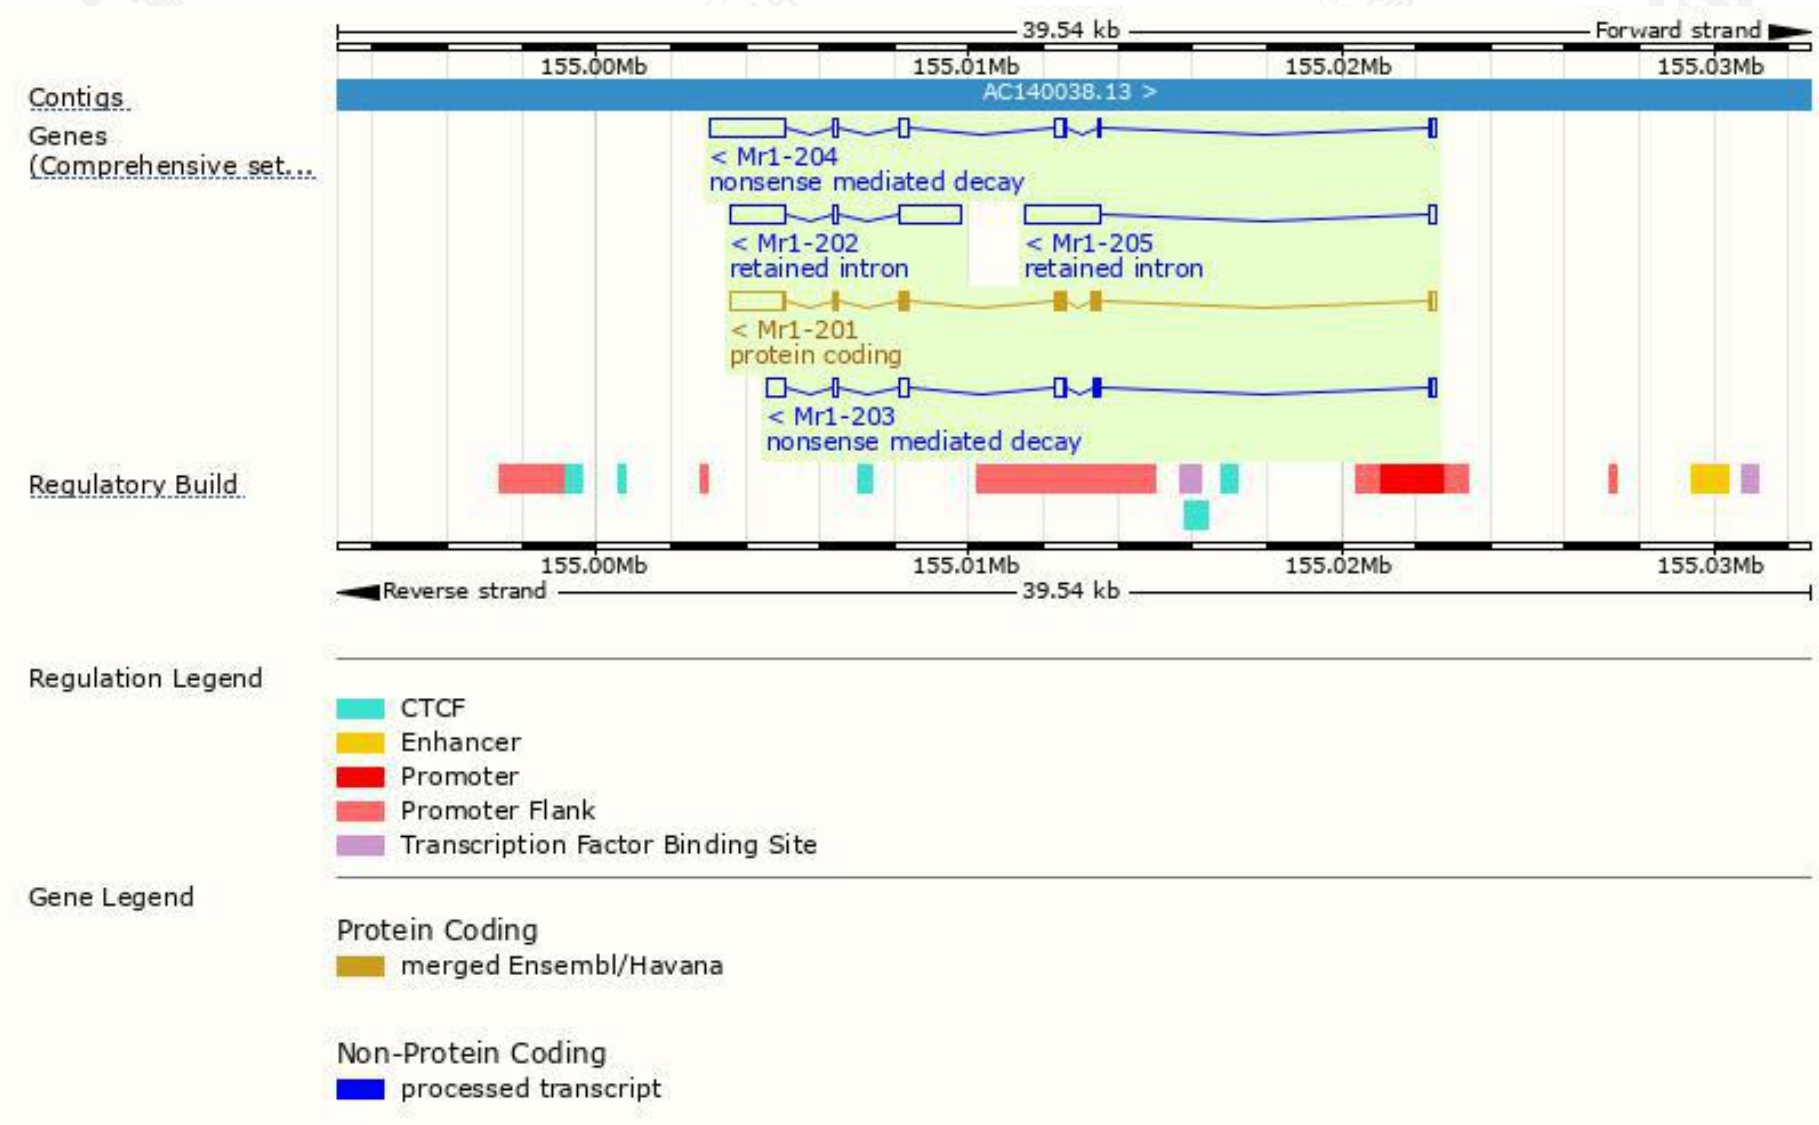 39.54 kb Forward strand
155.00Mb 155.01Mb 155.02Mb 155.03Mb
Contigs AC140038.13 >
Genes
(Comprehensive set...
< Mr1-204
nonsense mediated decay
< Mr1-202 < Mr1-205
retained intron retained intron
< Mr1-201
protein coding
< Mr1-203
nonsense mediated decay
Regulatory Build
155.00Mb 155.01Mb 155.02Mb 155.03Mb
Reverse strand 39.54 kb
Regulation Legend
CTCF
Enhancer
Promoter
Promoter Flank
Transcription Factor Binding Site
Gene Legend
Protein Coding
merged Ensembl/Havana
Non-Protein Coding
processed transcript